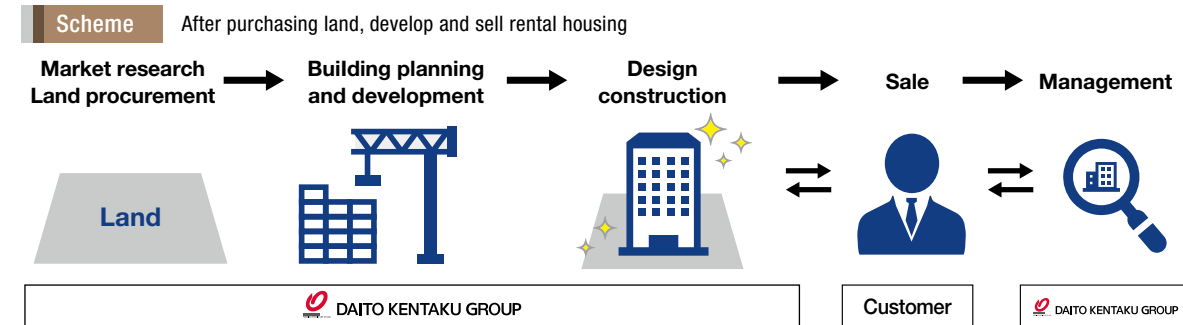 Scheme
After purchasing land, develop and sell rental housing
Market research
Land procurement
Building planning
and development
Design
construction
Sale
Management
Land
DAITO KENTAKU GROUP
Customer
DAITO KENTAKU GROUP